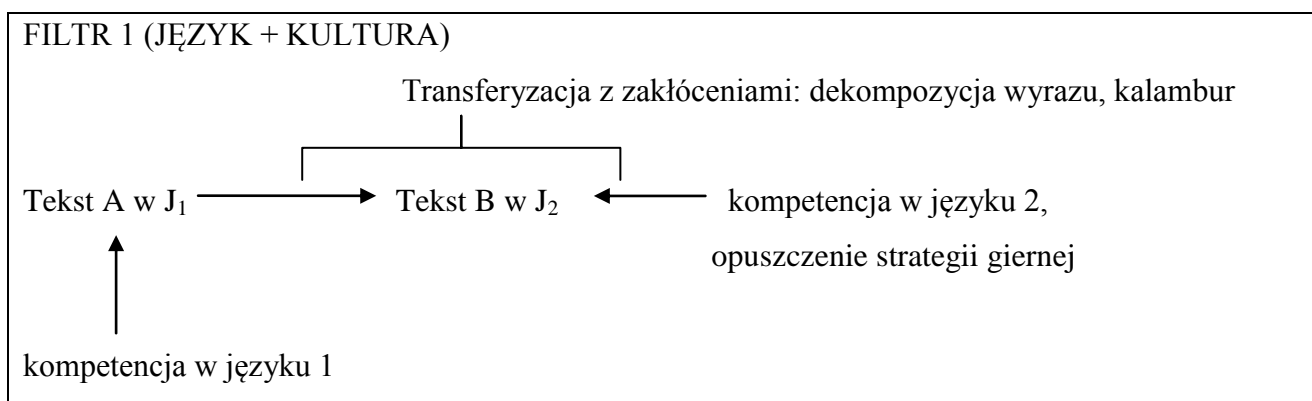 FILTR 1 (JĘZYK + KULTURA)
Transferyzacja z zakłóceniami: dekompozycja wyrazu, kalambur
Tekst A w J₁ Tekst B w J₂ kompetencja w języku 2,
opuszczenie strategii giernej
kompetencja w języku 1